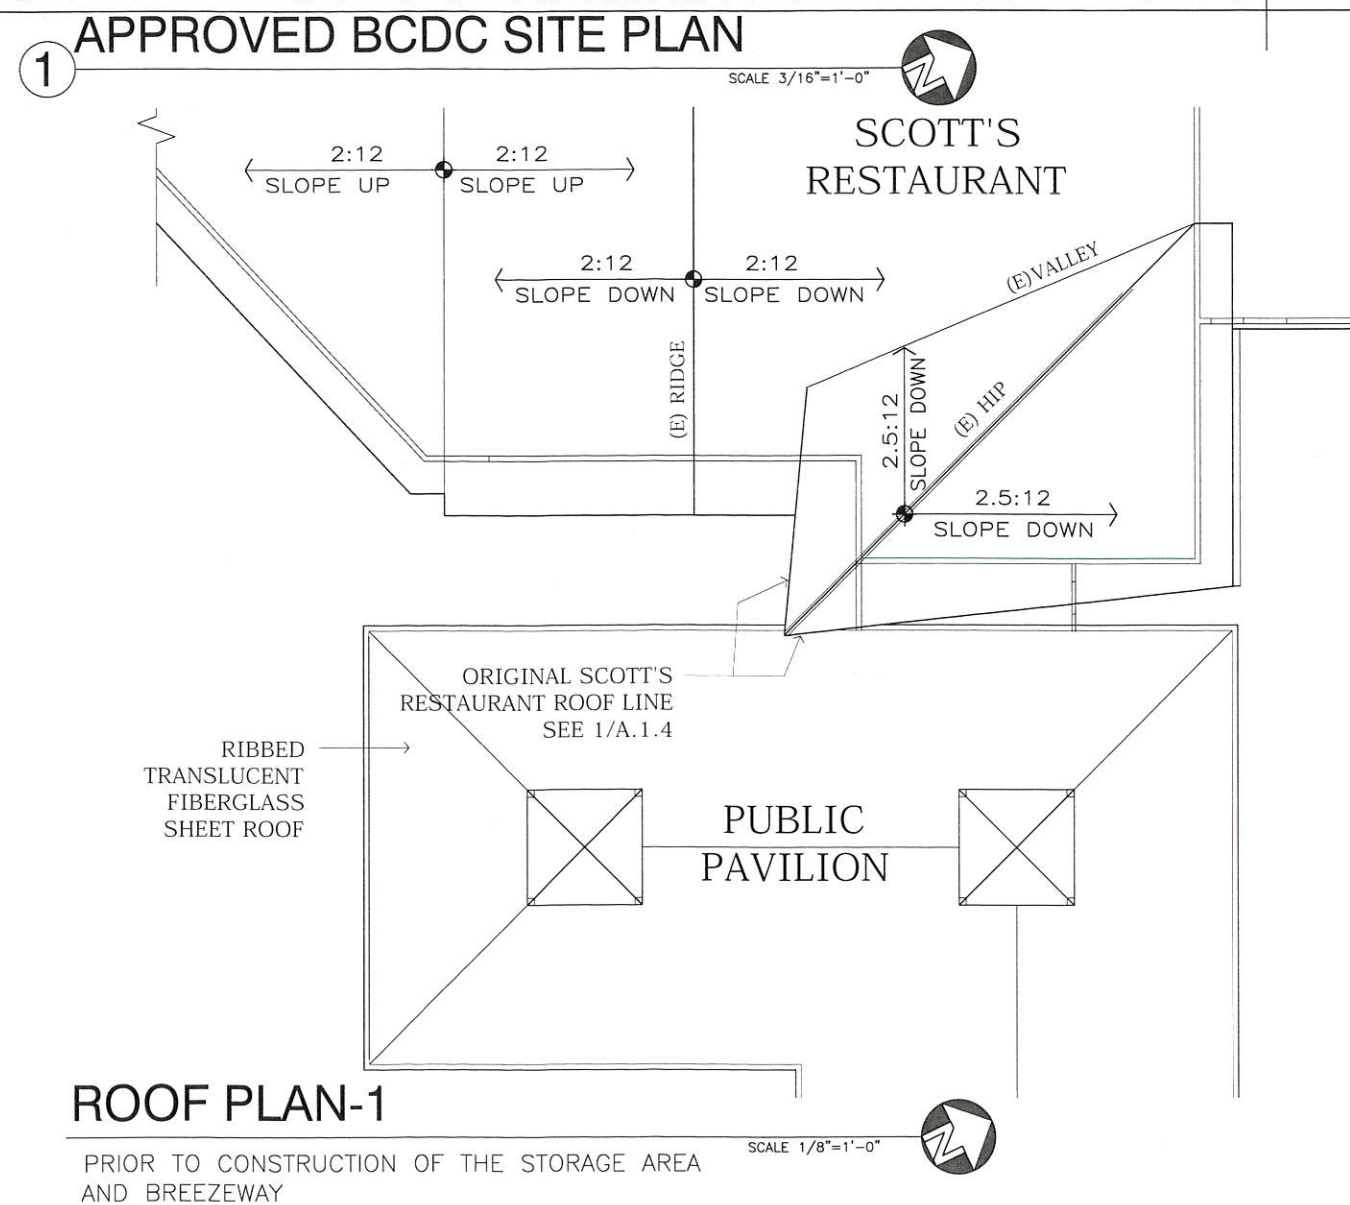 APPROVED BCDC SITE PLAN
1
SCALE 3/16"=1'-0"
N
SCOTT'S
RESTAURANT
2:12
SLOPE UP
2:12
SLOPE UP
2:12
SLOPE DOWN
2:12
SLOPE DOWN
(E) VALLEY
(E) RIDGE
2.5:12
SLOPE DOWN
(E) HIP
2.5:12
SLOPE DOWN
ORIGINAL SCOTT'S
RESTAURANT ROOF LINE
SEE 1/A.1.4
RIBBED
TRANSLUCENT
FIBERGLASS
SHEET ROOF
PUBLIC
PAVILION
ROOF PLAN-1
SCALE 1/8"=1'-0"
N
PRIOR TO CONSTRUCTION OF THE STORAGE AREA
AND BREEZEWAY